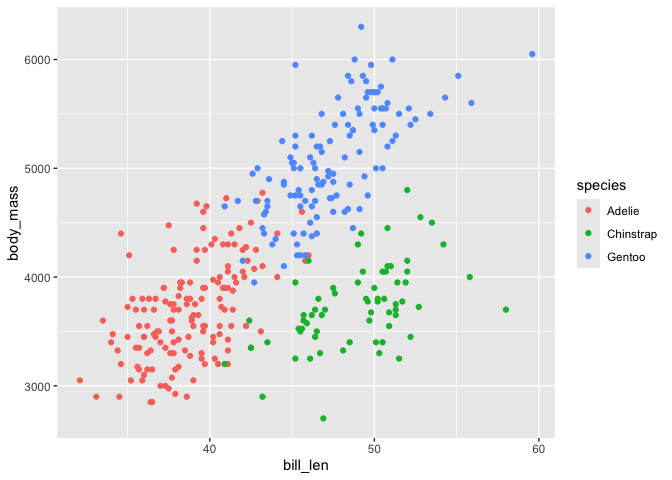 6000
5000
4000
3000
body_mass
40
50
60
bill_len
species
Adelie
Chinstrap
Gentoo